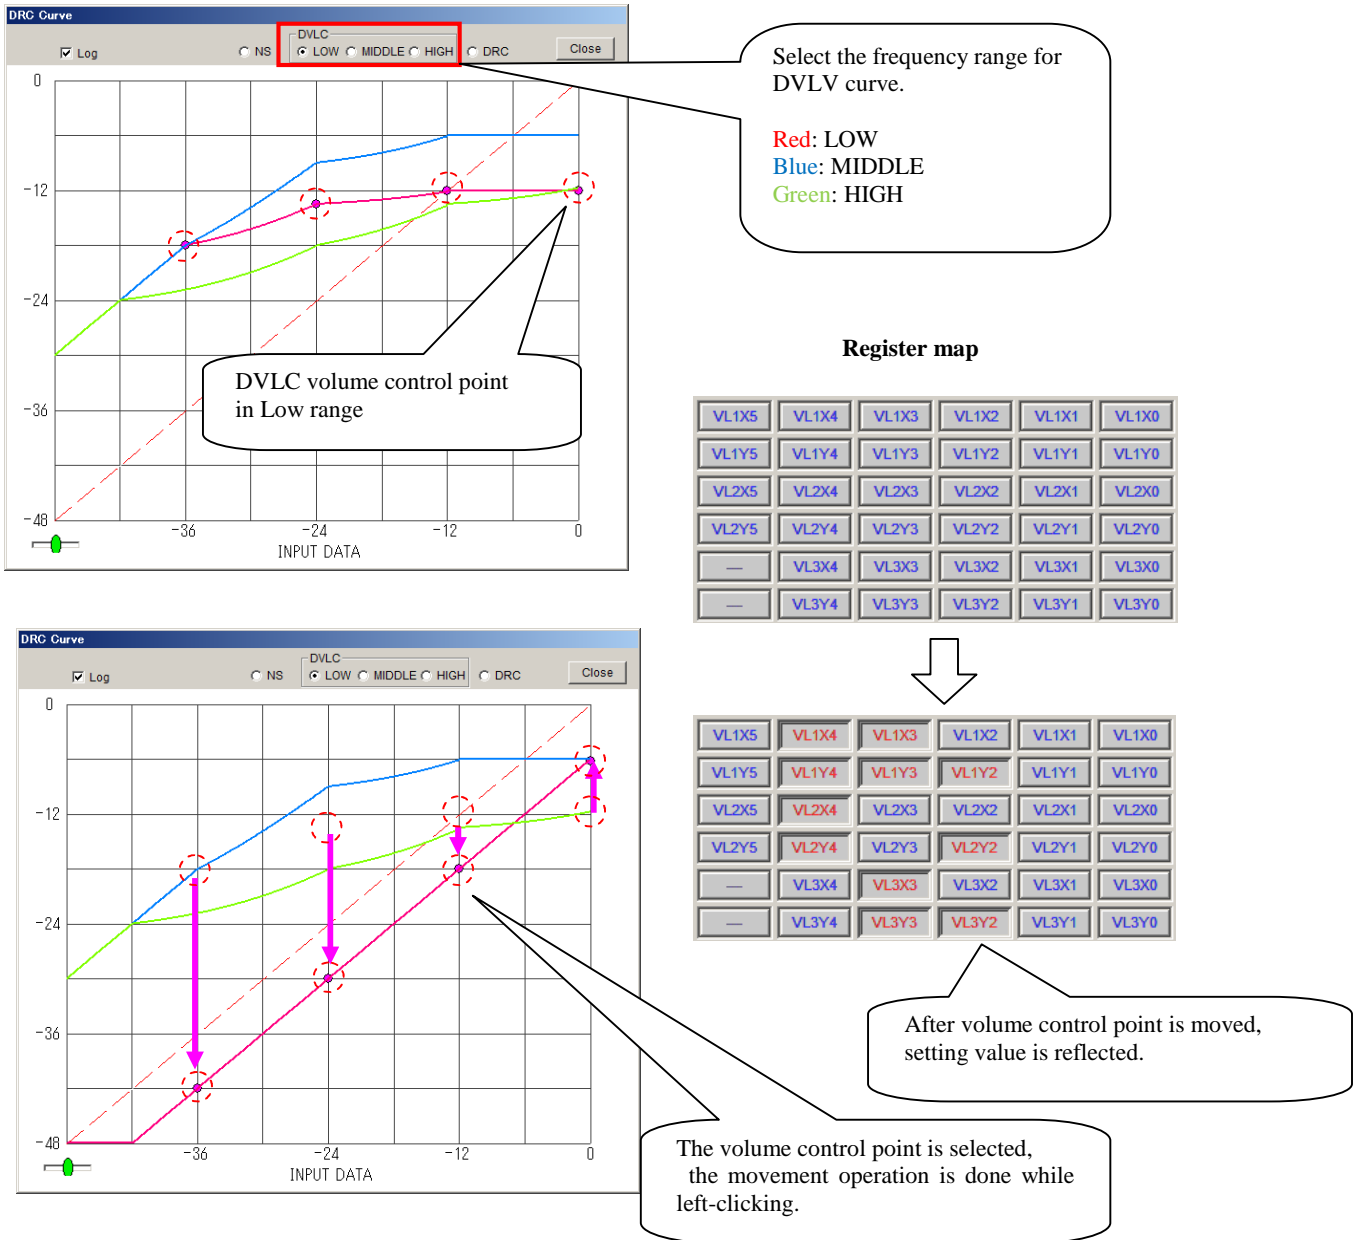 DRC Curve
Log
NS
DVLC
LOW MIDDLE HIGH
DRC
Close
0
-12
-24
-36
-48
-36 -24 -12 0
INPUT DATA
Select the frequency range for
DVLV curve.
Red: LOW
Blue: MIDDLE
Green: HIGH
DVLC volume control point
in Low range
Register map
VL1X5 VL1X4 VL1X3 VL1X2 VL1X1 VL1X0
VL1Y5 VL1Y4 VL1Y3 VL1Y2 VL1Y1 VL1Y0
VL2X5 VL2X4 VL2X3 VL2X2 VL2X1 VL2X0
VL2Y5 VL2Y4 VL2Y3 VL2Y2 VL2Y1 VL2Y0
— VL3X4 VL3X3 VL3X2 VL3X1 VL3X0
— VL3Y4 VL3Y3 VL3Y2 VL3Y1 VL3Y0
DRC Curve
Log
NS
DVLC
LOW MIDDLE HIGH
DRC
Close
0
-12
-24
-36
-48
-36 -24 -12 0
INPUT DATA
VL1X5 VL1X4 VL1X3 VL1X2 VL1X1 VL1X0
VL1Y5 VL1Y4 VL1Y3 VL1Y2 VL1Y1 VL1Y0
VL2X5 VL2X4 VL2X3 VL2X2 VL2X1 VL2X0
VL2Y5 VL2Y4 VL2Y3 VL2Y2 VL2Y1 VL2Y0
— VL3X4 VL3X3 VL3X2 VL3X1 VL3X0
— VL3Y4 VL3Y3 VL3Y2 VL3Y1 VL3Y0
After volume control point is moved,
setting value is reflected.
The volume control point is selected,
the movement operation is done while
left-clicking.